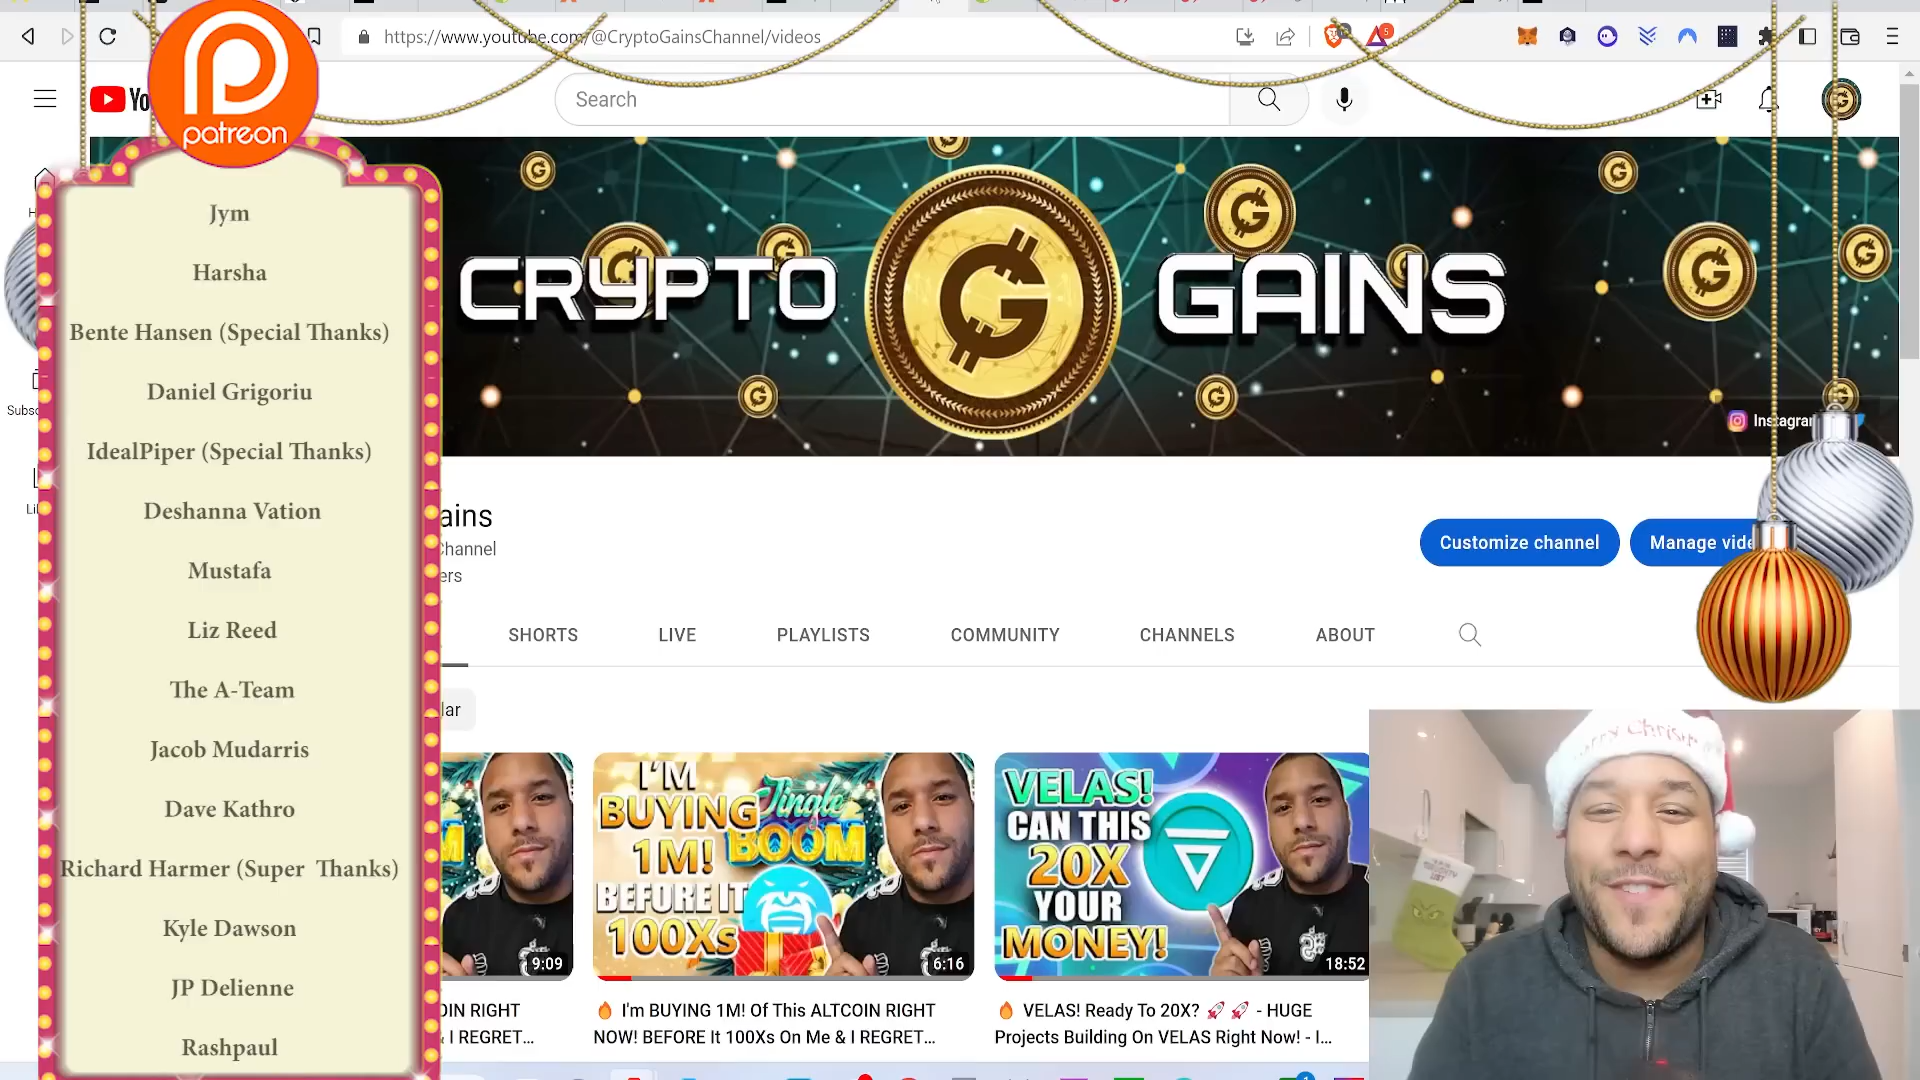 https://www.youtube.com/@CryptoGainsChannel/videos
5
Search
patreon
Jym
Harsha
Bente Hansen (Special Thanks)
Daniel Grigoriu
IdealPiper (Special Thanks)
Deshanna Vation
Mustafa
Liz Reed
The A-Team
Jacob Mudarris
Dave Kathro
Richard Harmer (Super Thanks)
Kyle Dawson
JP Delienne
Rashpaul
CRYPTO GAINS
Instagram
ains
Channel
ers
Customize channel
Manage vide
SHORTS
LIVE
PLAYLISTS
COMMUNITY
CHANNELS
ABOUT
lar
9:09
I'M
BUYING
1M!
BEFORE IT
100Xs
Jingle
BOOM
6:16
VELAS!
CAN THIS
20X
YOUR
MONEY!
18:52
OIN RIGHT
& I REGRET...
🔥 I'm BUYING 1M! Of This ALTCOIN RIGHT
NOW! BEFORE It 100Xs On Me & I REGRET...
🔥 VELAS! Ready To 20X? 🚀 🚀 - HUGE
Projects Building On VELAS Right Now! - I...